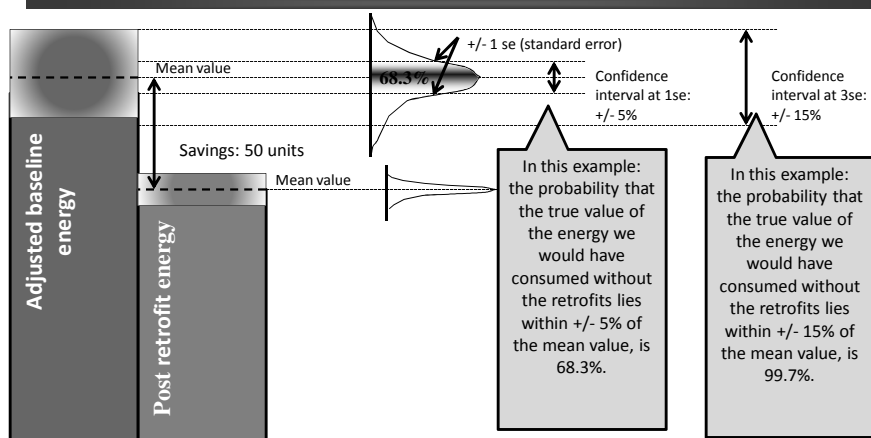 +/- 1 se (standard error)
Mean value
68.3%
Confidence
interval at 1se:
+/- 5%
Confidence
interval at 3se:
+/- 15%
Savings: 50 units
Mean value
Adjusted baseline
energy
Post retrofit energy
In this example:
the probability that
the true value of
the energy we
would have
consumed without
the retrofits lies
within +/- 5% of
the mean value, is
68.3%.
In this example:
the probability that
the true value of
the energy we
would have
consumed without
the retrofits lies
within +/- 15% of
the mean value, is
99.7%.